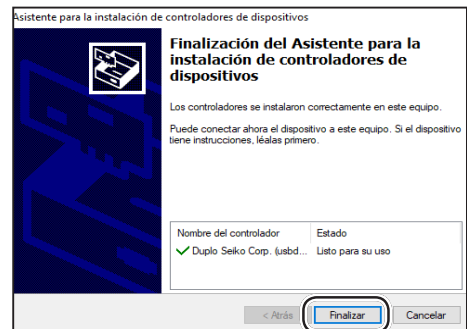 Asistente para la instalación de controladores de dispositivos
Finalización del Asistente para la
instalación de controladores de
dispositivos
Los controladores se instalaron correctamente en este equipo.
Puede conectar ahora el dispositivo a este equipo. Si el dispositivo
tiene instrucciones, léalas primero.
Nombre del controlador Estado
Duplo Seiko Corp. (usbd... Listo para su uso
< Atrás Finalizar Cancelar